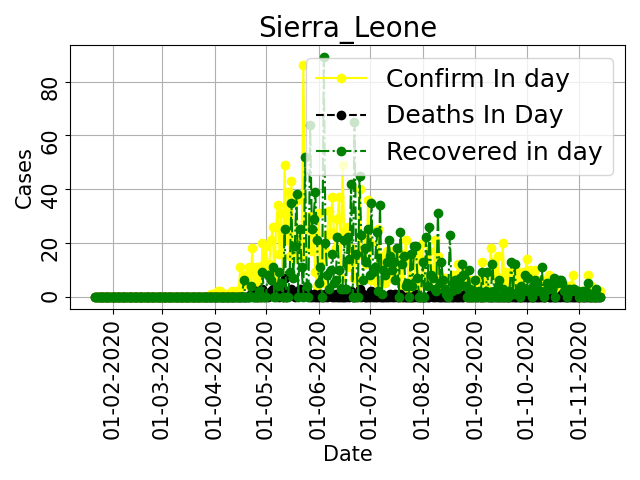 Sierra_Leone
Confirm In day
Deaths In Day
Recovered in day
Cases
0
20
40
60
80
01-02-2020
01-03-2020
01-04-2020
01-05-2020
01-06-2020
01-07-2020
01-08-2020
01-09-2020
01-10-2020
01-11-2020
Date